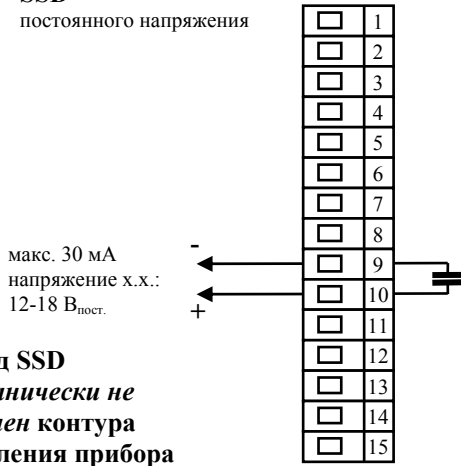 SSD
постоянного напряжения
1
2
3
4
5
6
7
8
9
10
11
12
13
14
15
макс. 30 мА
напряжение х.х.:
12-18 Впост.
-
+
д SSD
нически не
ен контура
ления прибора